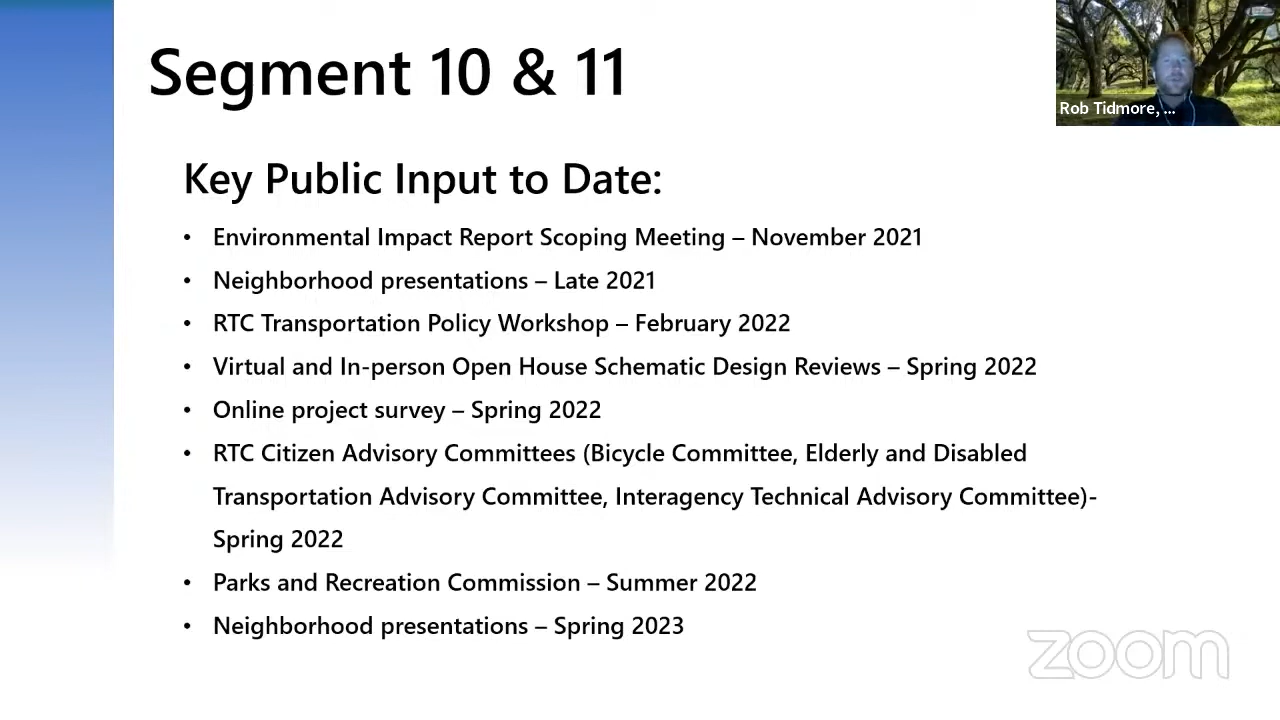 Segment 10 & 11
Rob Tidmore, ...
Key Public Input to Date:
• Environmental Impact Report Scoping Meeting – November 2021
• Neighborhood presentations – Late 2021
• RTC Transportation Policy Workshop – February 2022
• Virtual and In-person Open House Schematic Design Reviews – Spring 2022
• Online project survey – Spring 2022
• RTC Citizen Advisory Committees (Bicycle Committee, Elderly and Disabled
Transportation Advisory Committee, Interagency Technical Advisory Committee)-
Spring 2022
• Parks and Recreation Commission – Summer 2022
• Neighborhood presentations – Spring 2023
zoom